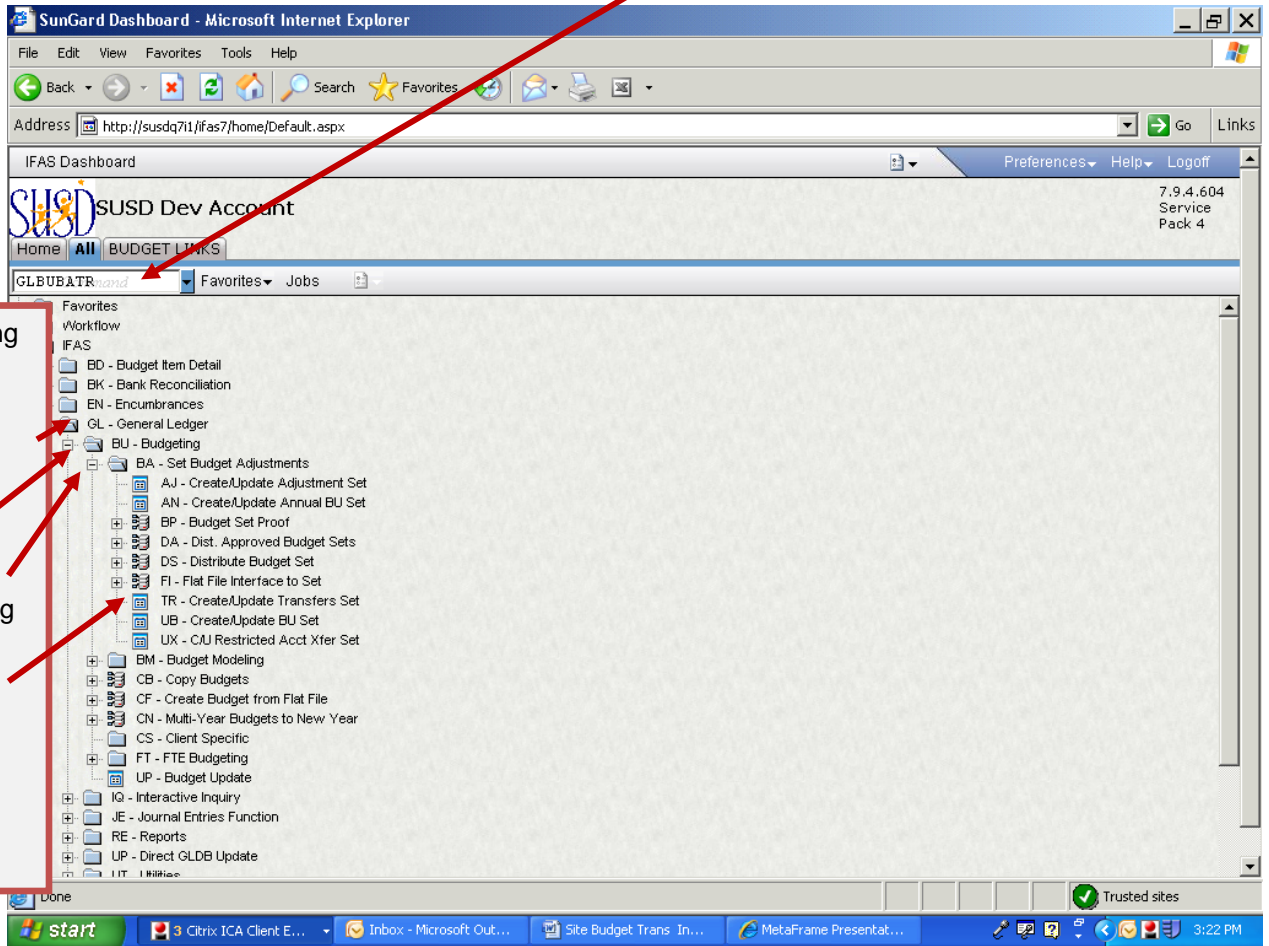 SunGard Dashboard - Microsoft Internet Explorer
File Edit View Favorites Tools Help
Back Search Favorites
Address http://susdq7i1/ifas7/home/Default.aspx Go Links
IFAS Dashboard Preferences Help Logoff
SUSD SUSD Dev Account
7.9.4.604
Service
Pack 4
Home All BUDGET LINKS
GLBUBATR Favorites Jobs
Favorites
Workflow
IFAS
BD - Budget Item Detail
BK - Bank Reconciliation
EN - Encumbrances
GL - General Ledger
BU - Budgeting
BA - Set Budget Adjustments
AJ - Create/Update Adjustment Set
AN - Create/Update Annual BU Set
BP - Budget Set Proof
DA - Dist. Approved Budget Sets
DS - Distribute Budget Set
FI - Flat File Interface to Set
TR - Create/Update Transfers Set
UB - Create/Update BU Set
UX - C/U Restricted Acct Xfer Set
BM - Budget Modeling
CB - Copy Budgets
CF - Create Budget from Flat File
CN - Multi-Year Budgets to New Year
CS - Client Specific
FT - FTE Budgeting
UP - Budget Update
IQ - Interactive Inquiry
JE - Journal Entries Function
RE - Reports
UP - Direct GLDB Update
UT - Utilities
Done Trusted sites
start 3 Citrix ICA Client E... Inbox - Microsoft Out... Site Budget Trans In... MetaFrame Presentat... 3:22 PM